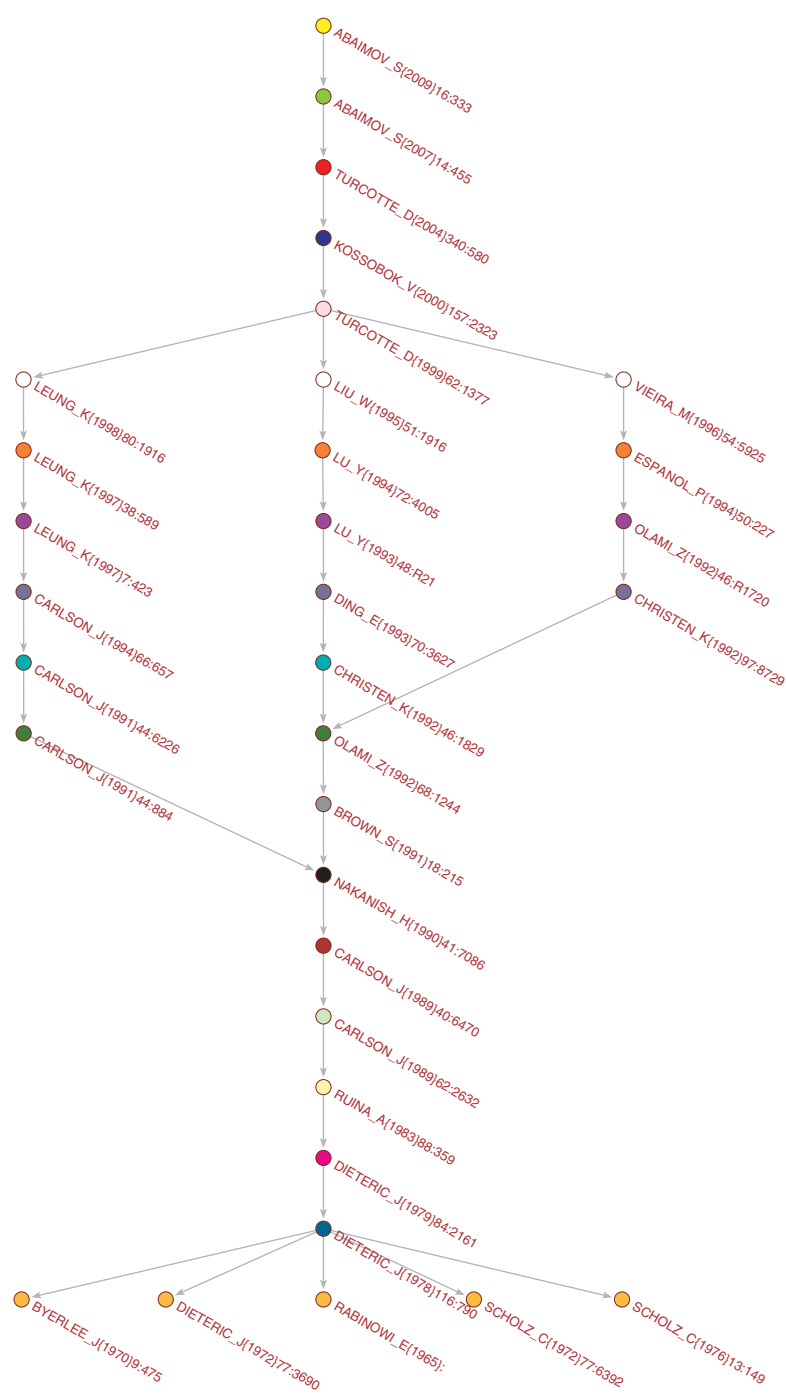 ABAIMOV_S{2009}16:333
ABAIMOV_S{2007}14:455
TURCOTTE_D{2004}340:580
KOSSOBOK_V{2000}157:2323
TURCOTTE_D{1999}62:1377
LEUNG_K{1998}80:1916
LIU_W{1995}51:1916
VIEIRA_M{1996}54:5925
LEUNG_K{1997}38:589
LU_Y{1994}72:4005
ESPANOL_P{1994}50:227
LEUNG_K{1997}7:423
LU_Y{1993}48:R21
OLAMI_Z{1992}46:R1720
CARLSON_J{1994}66:657
DING_E{1993}70:3627
CHRISTEN_K{1992}97:8729
CARLSON_J{1991}44:6226
CHRISTEN_K{1992}46:1829
CARLSON_J{1991}44:884
OLAMI_Z{1992}68:1244
BROWN_S{1991}18:215
NAKANISH_H{1990}41:7086
CARLSON_J{1989}40:6470
CARLSON_J{1989}62:2632
RUINA_A{1983}88:359
DIETERIC_J{1979}84:2161
DIETERIC_J{1978}116:790
BYERLEE_J{1970}9:475
DIETERIC_J{1972}77:3690
RABINOWI_E{1965}:
SCHOLZ_C{1972}77:6392
SCHOLZ_C{1976}13:149